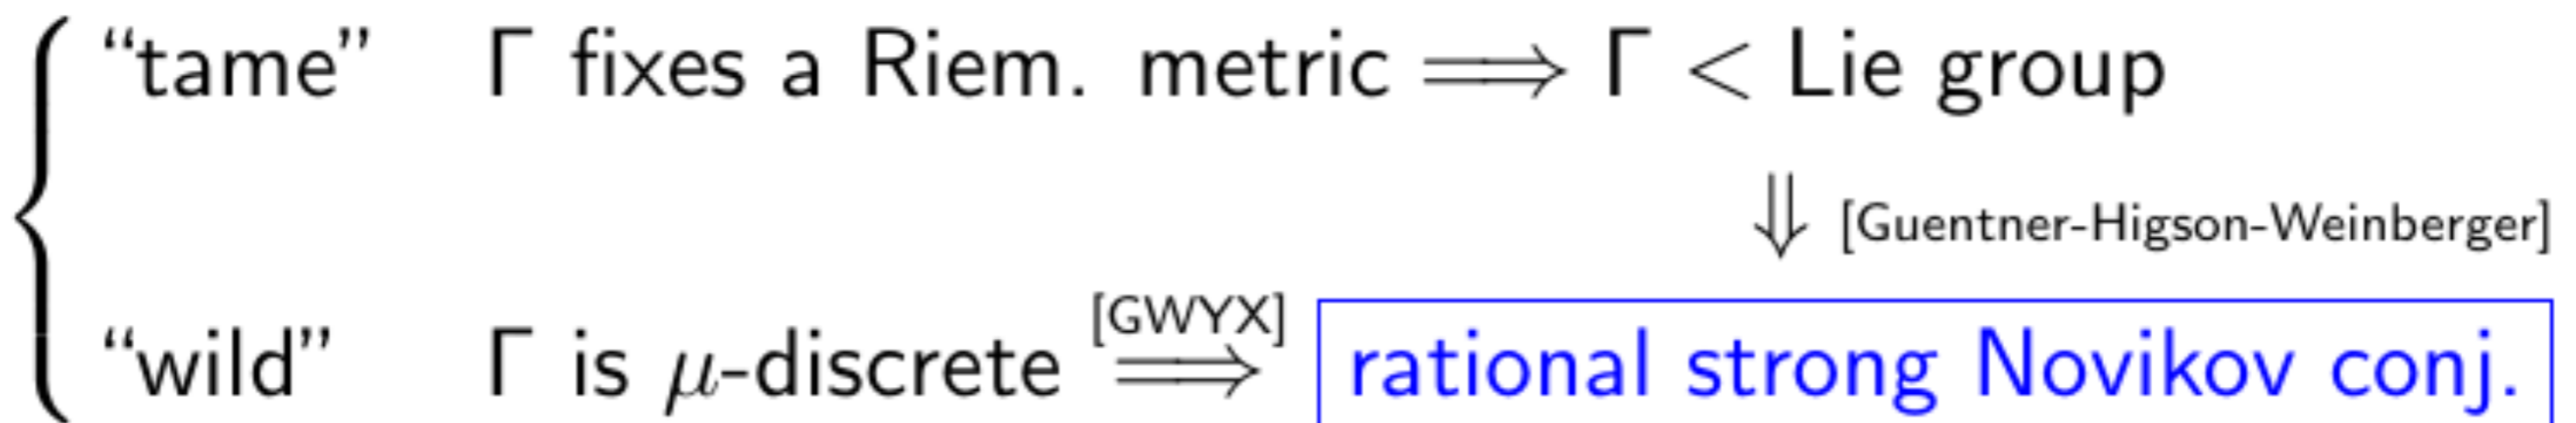 “tame” Γ fixes a Riem. metric ⟹ Γ < Lie group
⇓ [Guentner-Higson-Weinberger]
[GWYX]
“wild” Γ is μ-discrete ⟹ rational strong Novikov conj.